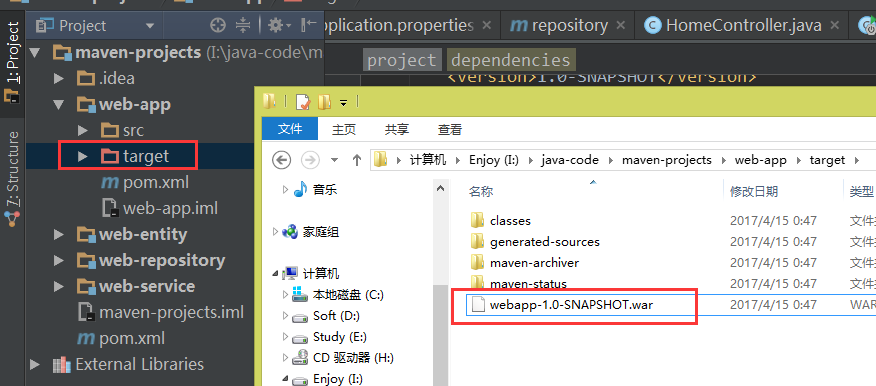 Project
pplication.properties
repository
HomeController.java
maven-projects (I:\java-code\m
project dependencies
.idea
<version>1.0-SNAPSHOT</version>
web-app
src
target
pom.xml
web-app.iml
web-entity
web-repository
web-service
maven-projects.iml
pom.xml
External Libraries
1: Project
7: Structure
文件 主页 共享 查看
计算机 Enjoy (I:) java-code maven-projects web-app target
音乐
家庭组
计算机
本地磁盘 (C:)
Soft (D:)
Study (E:)
CD 驱动器 (H:)
Enjoy (I:)
名称 修改日期 类型
classes 2017/4/15 0:47 文件
generated-sources 2017/4/15 0:47 文件
maven-archiver 2017/4/15 0:47 文件
maven-status 2017/4/15 0:47 文件
webapp-1.0-SNAPSHOT.war 2017/4/15 0:47 WAR